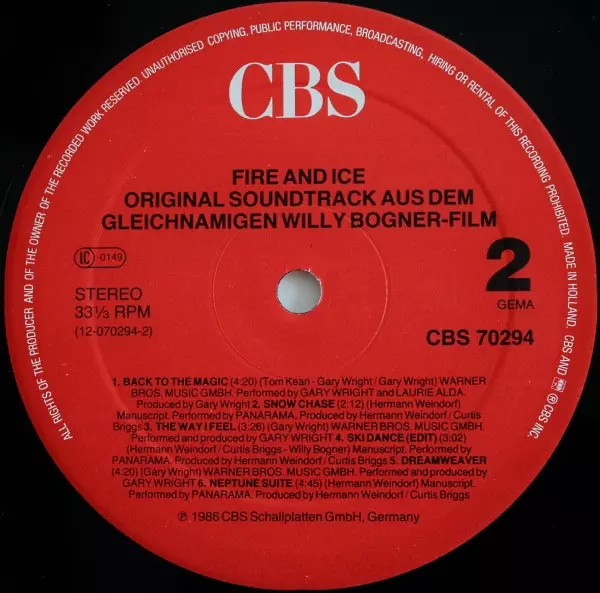 ALL RIGHTS OF THE PRODUCER AND OF THE OWNER OF THE RECORDED WORK RESERVED. UNAUTHORISED COPYING, PUBLIC PERFORMANCE, BROADCASTING, HIRING OR RENTAL OF THIS RECORDING PROHIBITED. MADE IN HOLLAND. CBS AND ℗ CBS INC.
CBS
FIRE AND ICE
ORIGINAL SOUNDTRACK AUS DEM
GLEICHNAMIGEN WILLY BOGNER-FILM
LC -0149
STEREO
33⅓ RPM
(12-070294-2)
2
GEMA
CBS 70294
1. BACK TO THE MAGIC (4:20) (Tom Kean - Gary Wright / Gary Wright) WARNER
BROS. MUSIC GMBH. Performed by GARY WRIGHT and LAURIE ALDA.
Produced by Gary Wright 2. SNOW CHASE (2:12) (Hermann Weindorf)
Manuscript. Performed by PANARAMA. Produced by Hermann Weindorf / Curtis
Briggs 3. THE WAY I FEEL (3:26) (Gary Wright) WARNER BROS. MUSIC GMBH.
Performed and produced by GARY WRIGHT 4. SKI DANCE (EDIT) (3:02)
(Hermann Weindorf / Curtis Briggs - Willy Bogner) Manuscript. Performed by
PANARAMA. Produced by Hermann Weindorf / Curtis Briggs 5. DREAMWEAVER
(4:20) (Gary Wright) WARNER BROS. MUSIC GMBH. Performed and produced by
GARY WRIGHT 6. NEPTUNE SUITE (4:45) (Hermann Weindorf) Manuscript.
Performed by PANARAMA. Produced by Hermann Weindorf / Curtis Briggs
℗ 1986 CBS Schallplatten GmbH, Germany